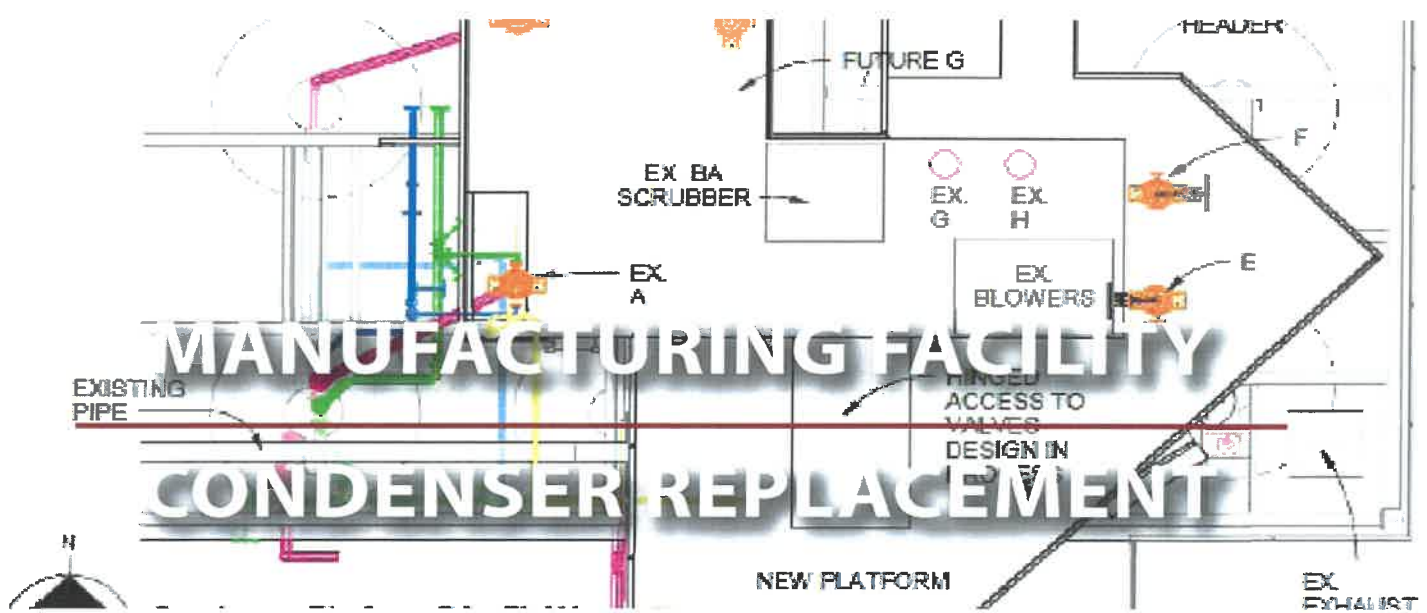 HEADER
FUTURE G
F
EX. BA
SCRUBBER
EX.
G
EX.
H
EX.
A
E
EX.
BLOWERS
MANUFACTURING FACILITY
EXISTING
PIPE
HINGED
ACCESS TO
VALVES
DESIGN IN
CONDENSER REPLACEMENT
N
NEW PLATFORM
EX.
EXHAUST